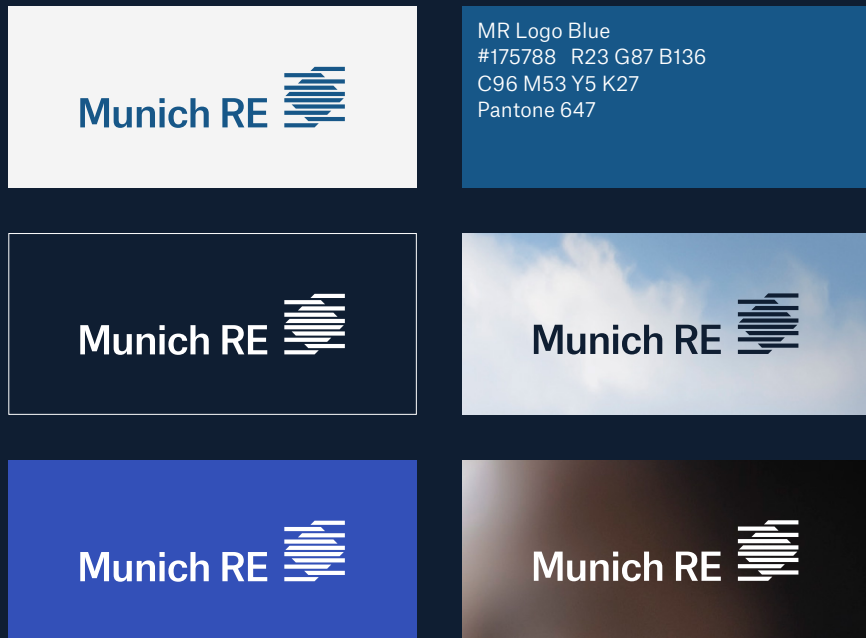 Munich RE
MR Logo Blue
#175788 R23 G87 B136
C96 M53 Y5 K27
Pantone 647
Munich RE
Munich RE
Munich RE
Munich RE